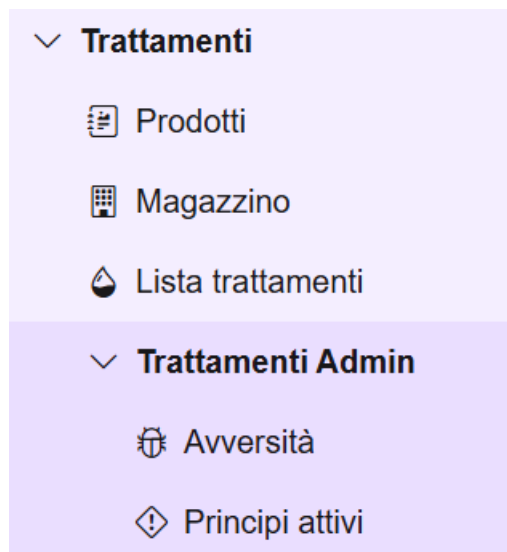 Trattamenti
Prodotti
Magazzino
Lista trattamenti
Trattamenti Admin
Avversità
Principi attivi